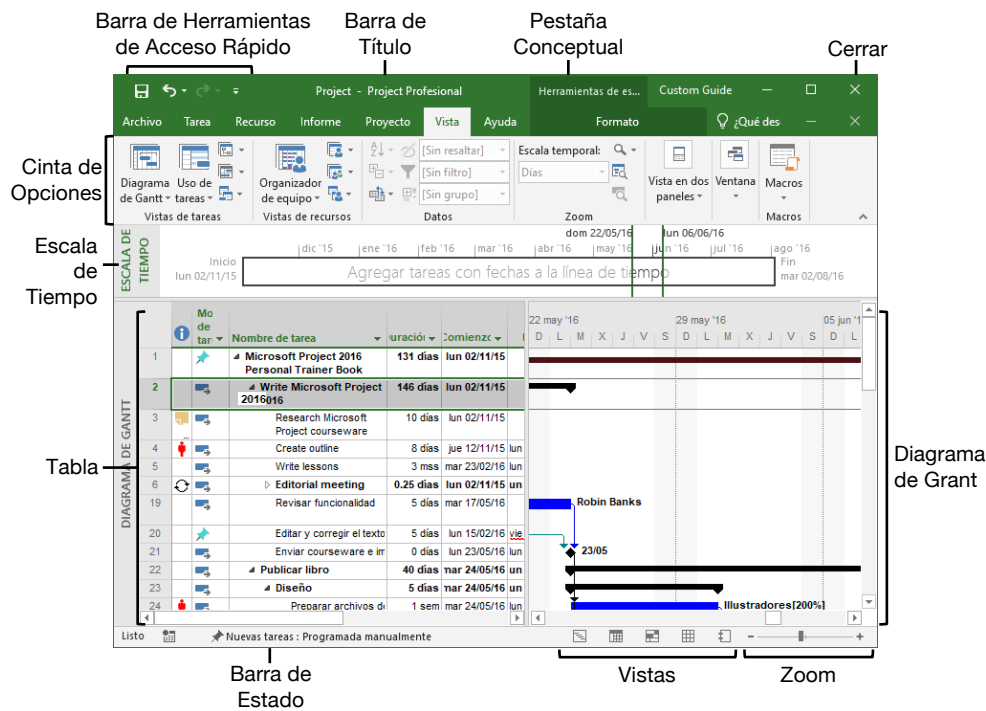 Barra de Herramientas
de Acceso Rápido
Barra de
Título
Pestaña
Conceptual
Cerrar
Project - Project Profesional
Herramientas de es...
Custom Guide
Archivo Tarea Recurso Informe Proyecto Vista Ayuda Formato ¿Qué des
Cinta de
Opciones
Diagrama
de Gantt
Uso de
tareas
Vistas de tareas
Organizador
de equipo
Vistas de recursos
[Sin resaltar]
[Sin filtro]
[Sin grupo]
Datos
Escala temporal:
Días
Zoom
Vista en dos
paneles
Ventana
Macros
Macros
Escala
de
Tiempo
ESCALA DE
TIEMPO
dom 22/05/16 lun 06/06/16
dic '15 ene '16 feb '16 mar '16 abr '16 may '16 jun '16 jul '16 ago '16
Inicio
lun 02/11/15
Agregar tareas con fechas a la línea de tiempo
Fin
mar 02/08/16
Tabla
DIAGRAMA DE GANTT
Mo
de
tar
Nombre de tarea
uración
Comienzo
22 may '16 29 may '16 05 jun '1
D L M X J V S D L M X J V S D L
1 Microsoft Project 2016 131 días lun 02/11/15
Personal Trainer Book
2 Write Microsoft Project 146 días lun 02/11/15
2016016
3 Research Microsoft 10 días lun 02/11/15
Project courseware
4 Create outline 8 días jue 12/11/15 lun
5 Write lessons 3 mss mar 23/02/16 lun
6 Editorial meeting 0.25 días lun 02/11/15 un
19 Revisar funcionalidad 5 días mar 17/05/16
Robin Banks
20 Editar y corregir el texto 5 días lun 15/02/16 vie
21 Enviar courseware e im 0 días lun 23/05/16 lun
23/05
22 Publicar libro 40 días mar 24/05/16 un
23 Diseño 5 días mar 24/05/16 un
24 Preparar archivos de 1 sem mar 24/05/16 lun
Illustradores[200%]
Diagrama
de Grant
Listo
Nuevas tareas : Programada manualmente
Barra de
Estado
Vistas
Zoom